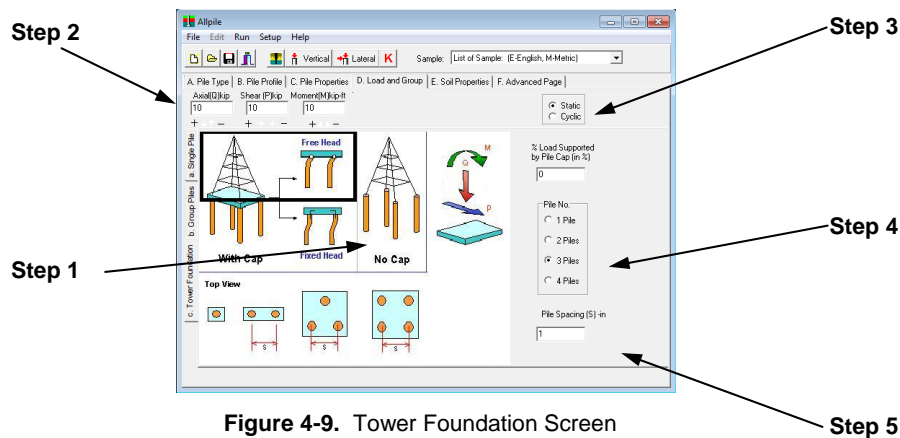 Allpile
File Edit Run Setup Help
Vertical Lateral K Sample: List of Sample: (E-English, M-Metric)
A. Pile Type B. Pile Profile C. Pile Properties D. Load and Group E. Soil Properties F. Advanced Page
Axial(Q)kip Shear (P)kip Moment(M)kip-ft
10 10 10
+ - + - + -
Static
Cyclic
a. Single Pile
b. Group Piles
c. Tower Foundation
Free Head
Fixed Head
With Cap
No Cap
M
Q
P
% Load Supported
by Pile Cap (in %)
0
Pile No.
1 Pile
2 Piles
3 Piles
4 Piles
Pile Spacing (S) -in
1
Top View
S S S
Step 2
Step 1
Step 3
Step 4
Step 5
Figure 4-9. Tower Foundation Screen